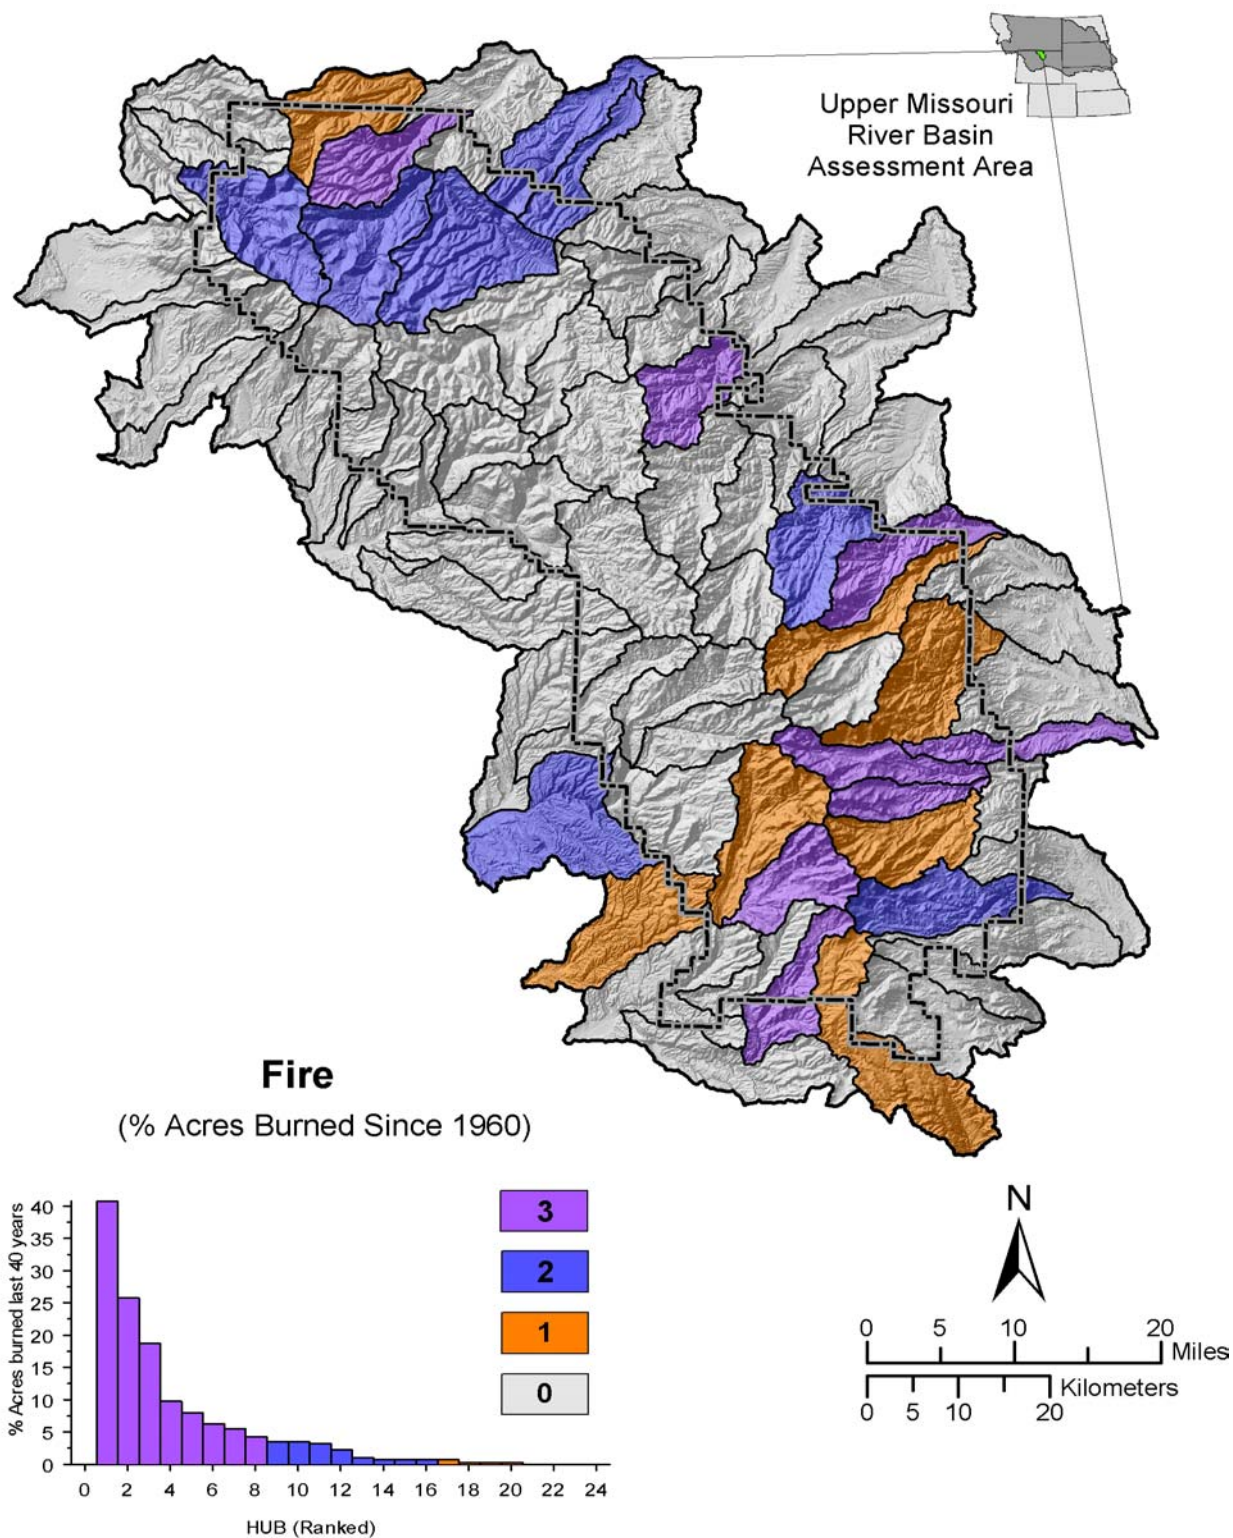 Upper Missouri
River Basin
Assessment Area
Fire
(% Acres Burned Since 1960)
% Acres burned last 40 years
40
35
30
25
20
15
10
5
0
0 2 4 6 8 10 12 14 16 18 20 22 24
HUB (Ranked)
3
2
1
0
N
0 5 10 20
Miles
Kilometers
0 5 10 20